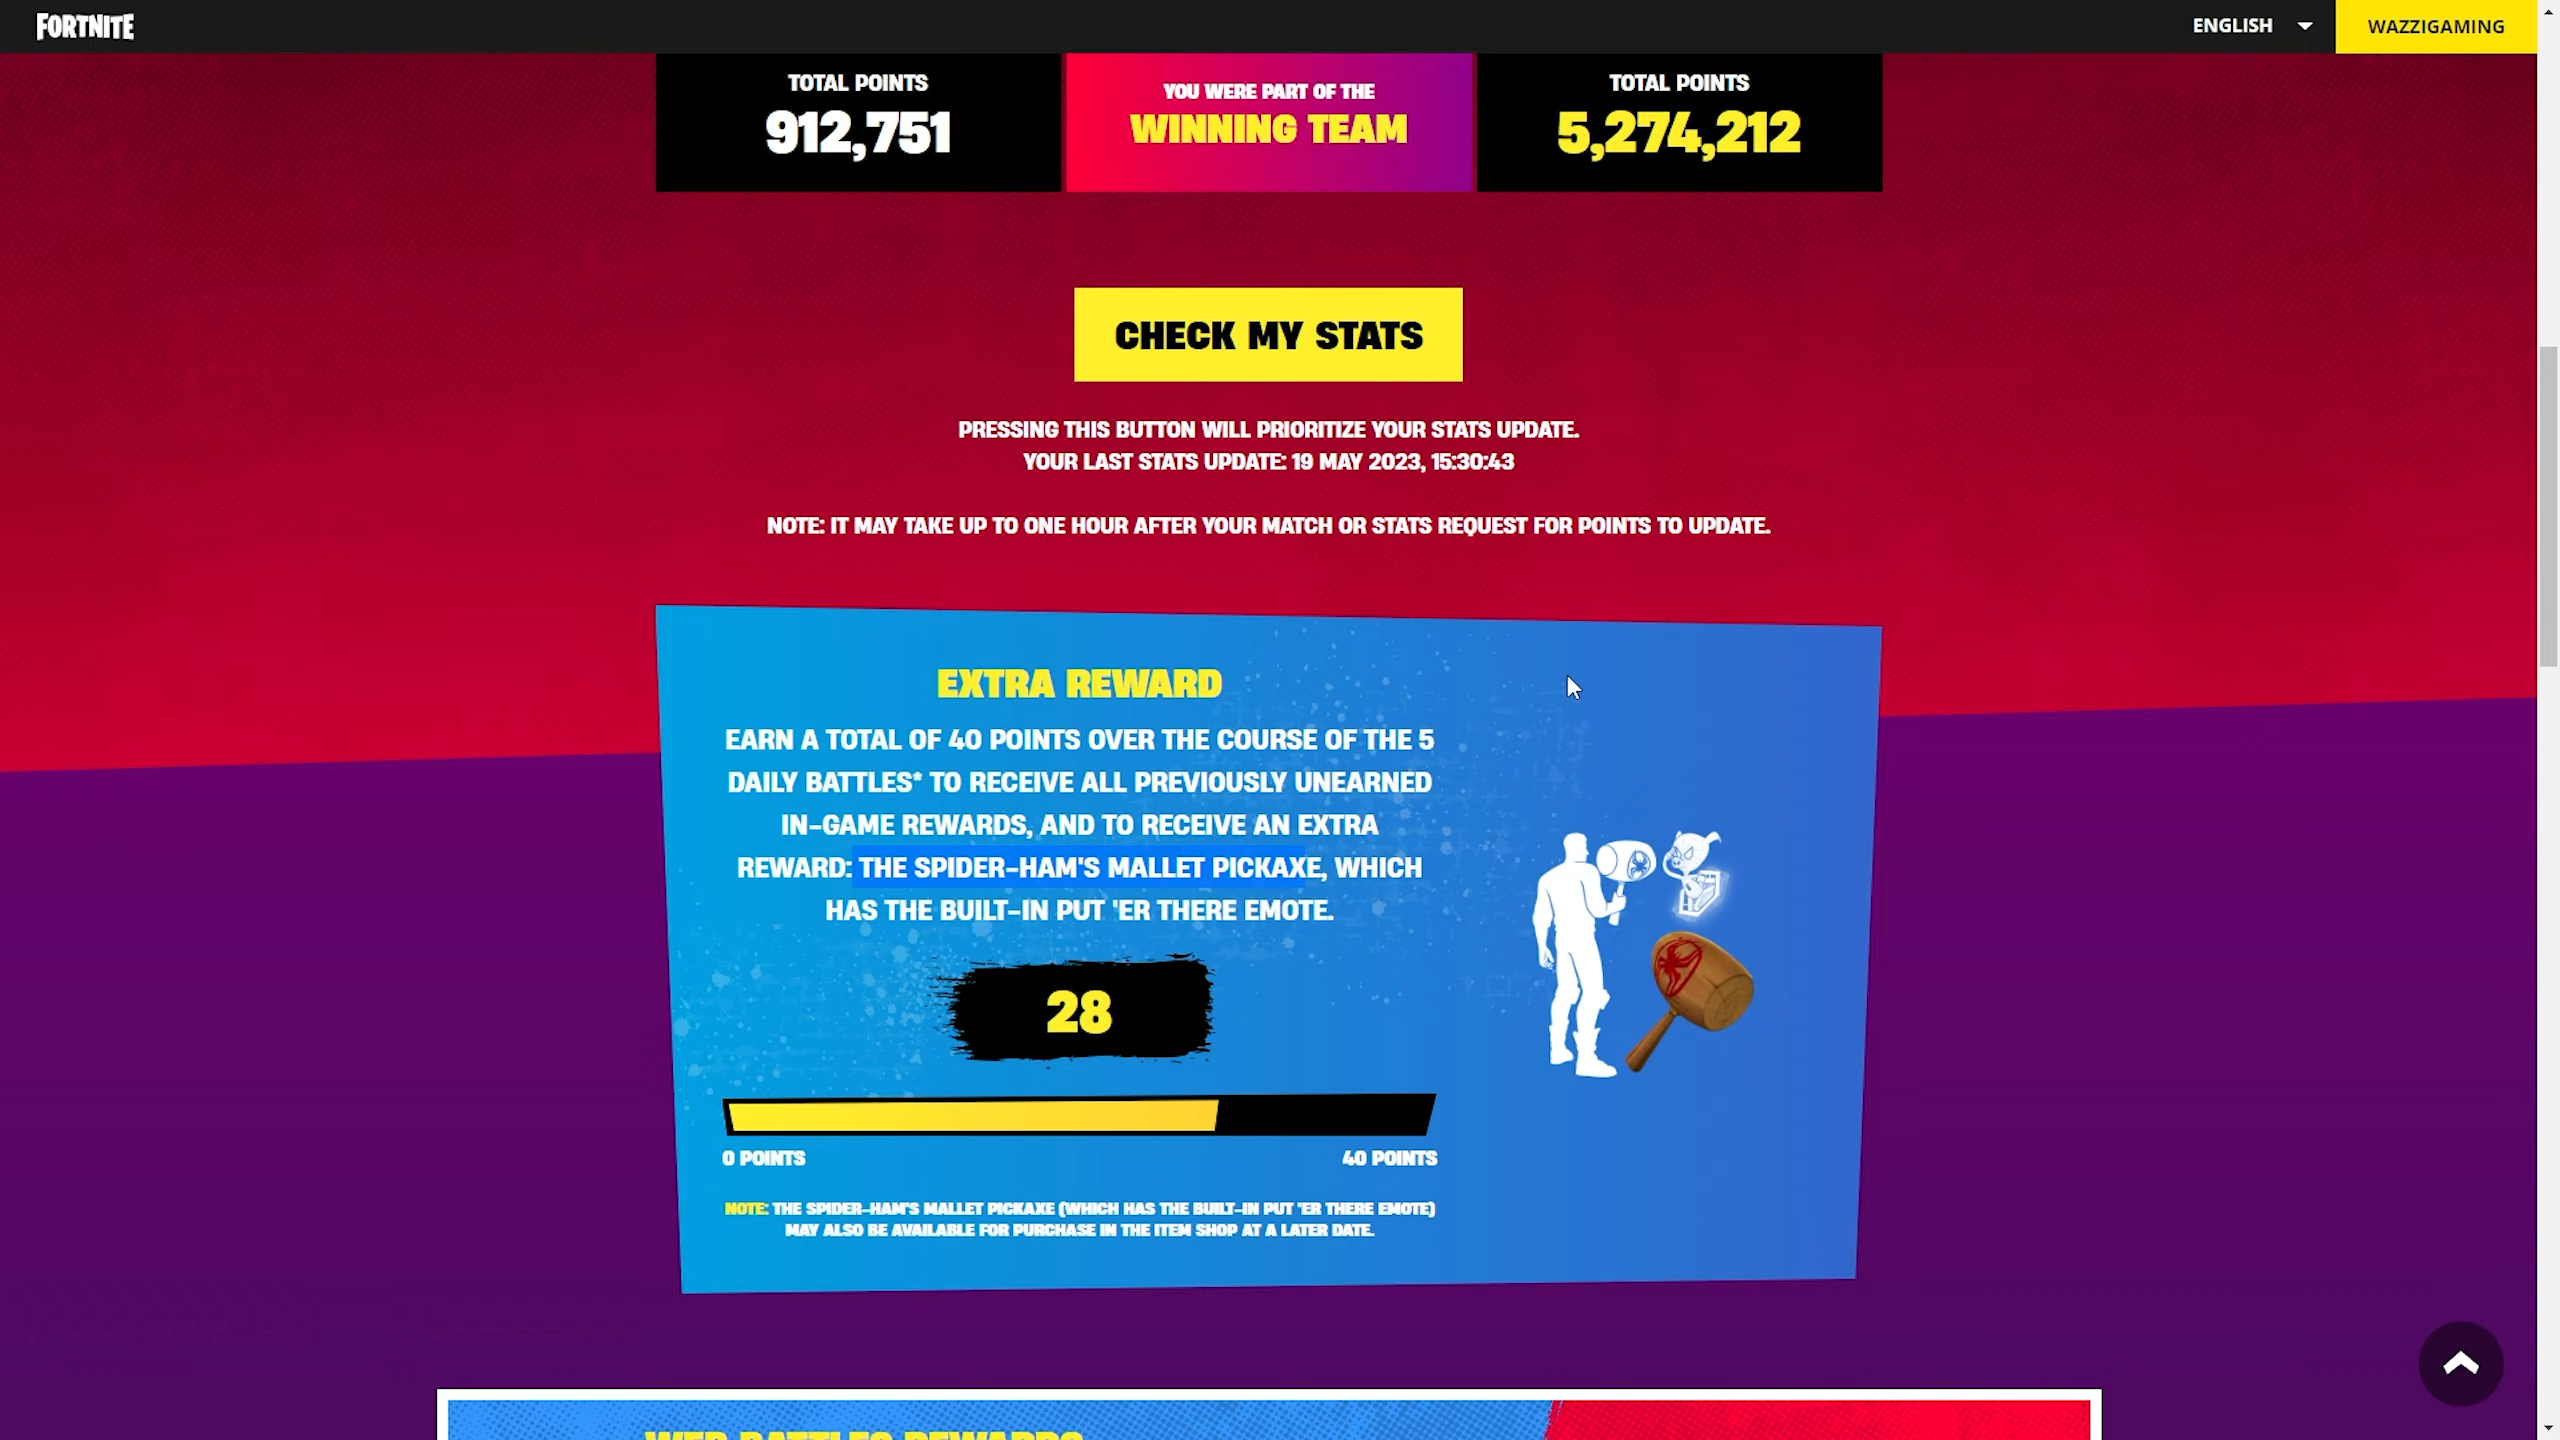 FORTNITE
ENGLISH
WAZZIGAMING
TOTAL POINTS
912,751
YOU WERE PART OF THE
WINNING TEAM
TOTAL POINTS
5,274,212
CHECK MY STATS
PRESSING THIS BUTTON WILL PRIORITIZE YOUR STATS UPDATE.
YOUR LAST STATS UPDATE: 19 MAY 2023, 15:30:43
NOTE: IT MAY TAKE UP TO ONE HOUR AFTER YOUR MATCH OR STATS REQUEST FOR POINTS TO UPDATE.
EXTRA REWARD
EARN A TOTAL OF 40 POINTS OVER THE COURSE OF THE 5
DAILY BATTLES* TO RECEIVE ALL PREVIOUSLY UNEARNED
IN-GAME REWARDS, AND TO RECEIVE AN EXTRA
REWARD: THE SPIDER-HAM'S MALLET PICKAXE, WHICH
HAS THE BUILT-IN PUT 'ER THERE EMOTE.
28
0 POINTS
40 POINTS
NOTE: THE SPIDER-HAM'S MALLET PICKAXE (WHICH HAS THE BUILT-IN PUT 'ER THERE EMOTE)
MAY ALSO BE AVAILABLE FOR PURCHASE IN THE ITEM SHOP AT A LATER DATE.
WEB BATTLES REWARDS